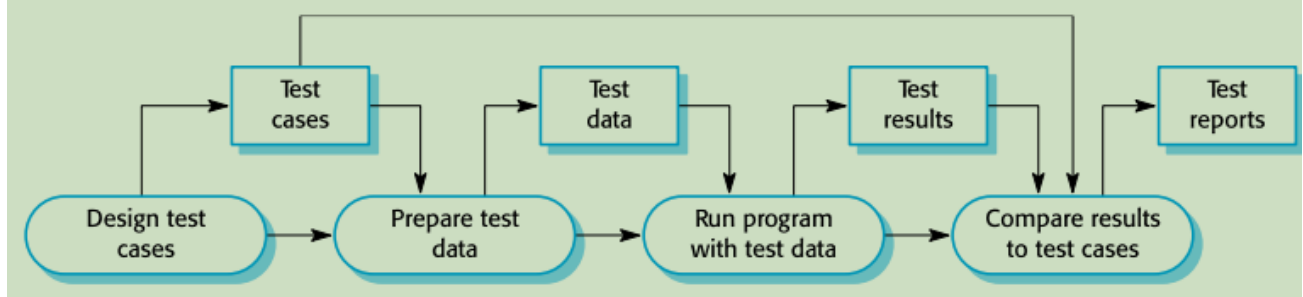 Test
cases
Test
data
Test
results
Test
reports
Design test
cases
Prepare test
data
Run program
with test data
Compare results
to test cases